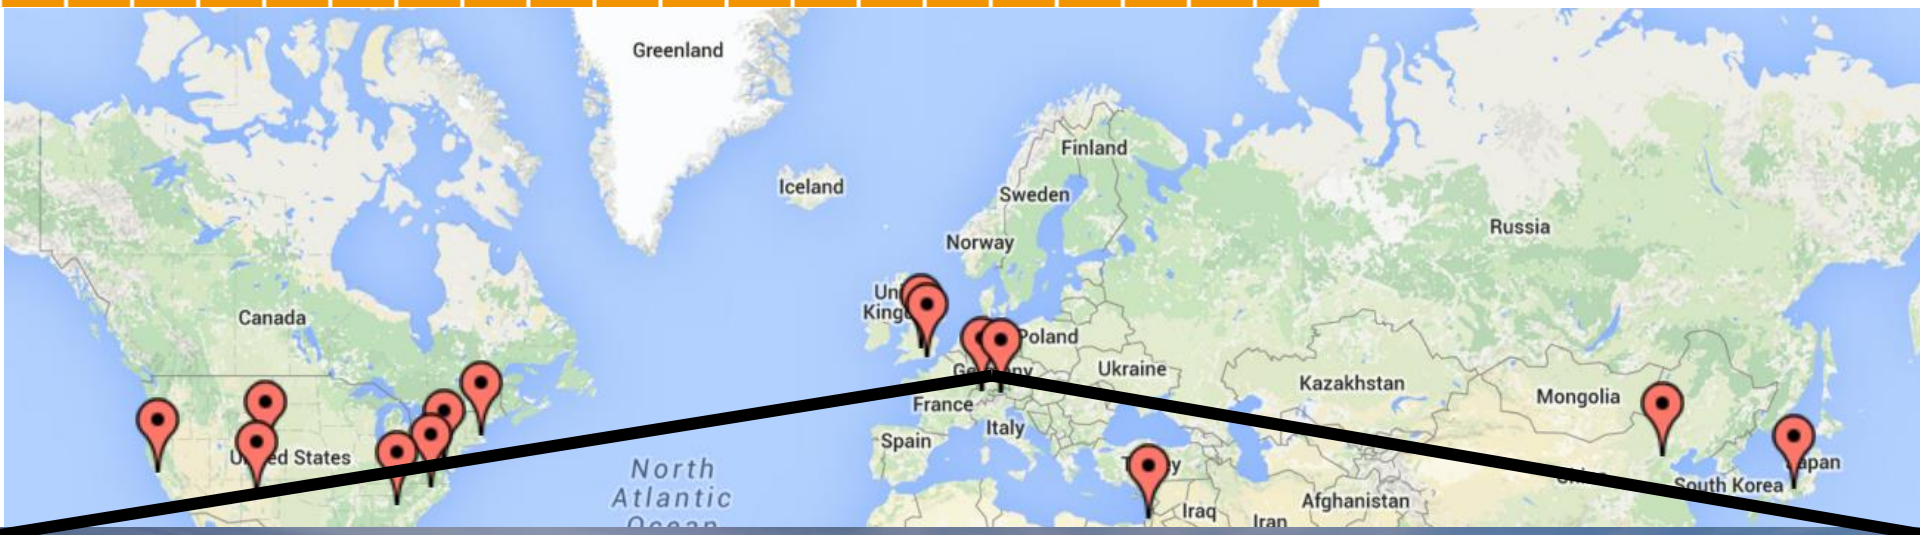 Greenland
Finland
Iceland
Sweden
Russia
Norway
Canada
Poland
Ukraine
Kazakhstan
Mongolia
France
Italy
Spain
North
Atlantic
Ocean
South Korea
Afghanistan
Iraq
Iran